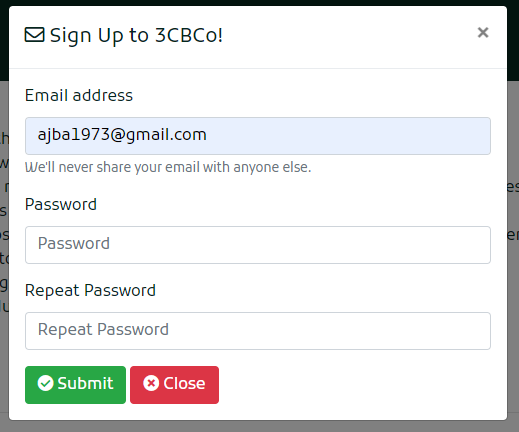 Sign Up to 3CBCo!
×
Email address
ajba1973@gmail.com
We'll never share your email with anyone else.
Password
Password
Repeat Password
Repeat Password
Submit
Close